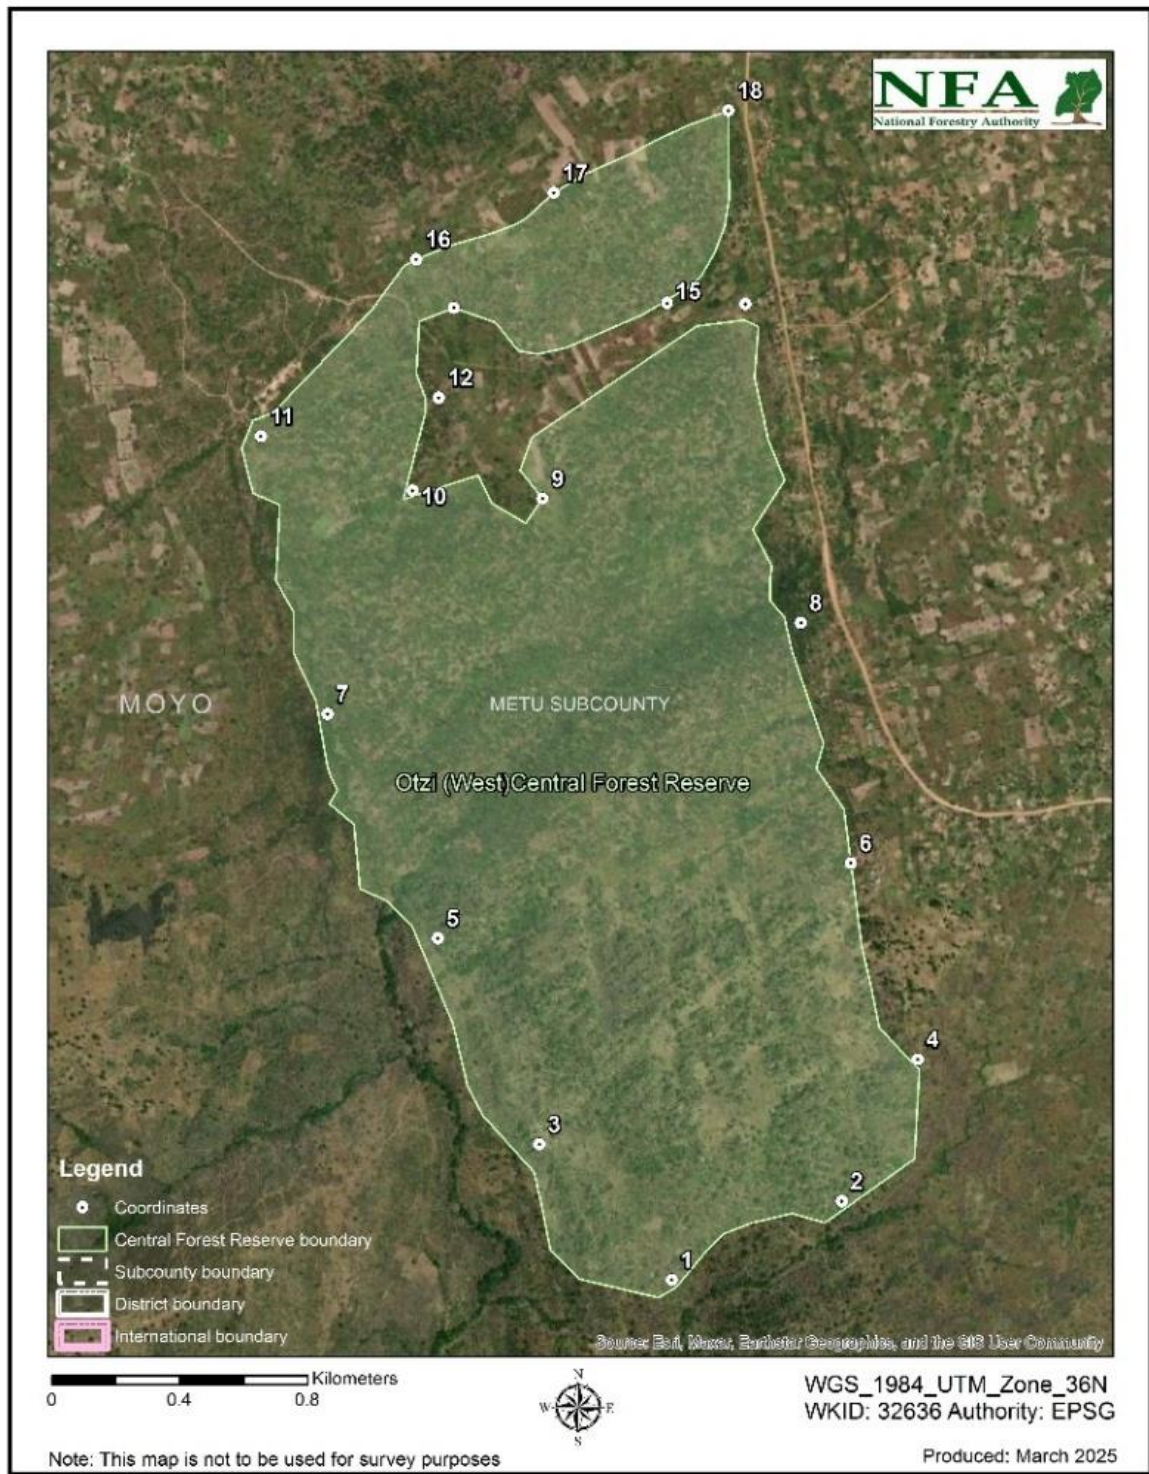 NFA
National Forestry Authority
18
17
16
15
12
11
10
9
8
MOYO
7
METU SUBCOUNTY
Otzi (West)Central Forest Reserve
6
5
4
3
2
1
Legend
Coordinates
Central Forest Reserve boundary
Subcounty boundary
District boundary
International boundary
Source: Esri, Maxar, Earthstar Geographics, and the GIS User Community
Kilometers
0 0.4 0.8
N
W E
S
WGS_1984_UTM_Zone_36N
WKID: 32636 Authority: EPSG
Note: This map is not to be used for survey purposes
Produced: March 2025